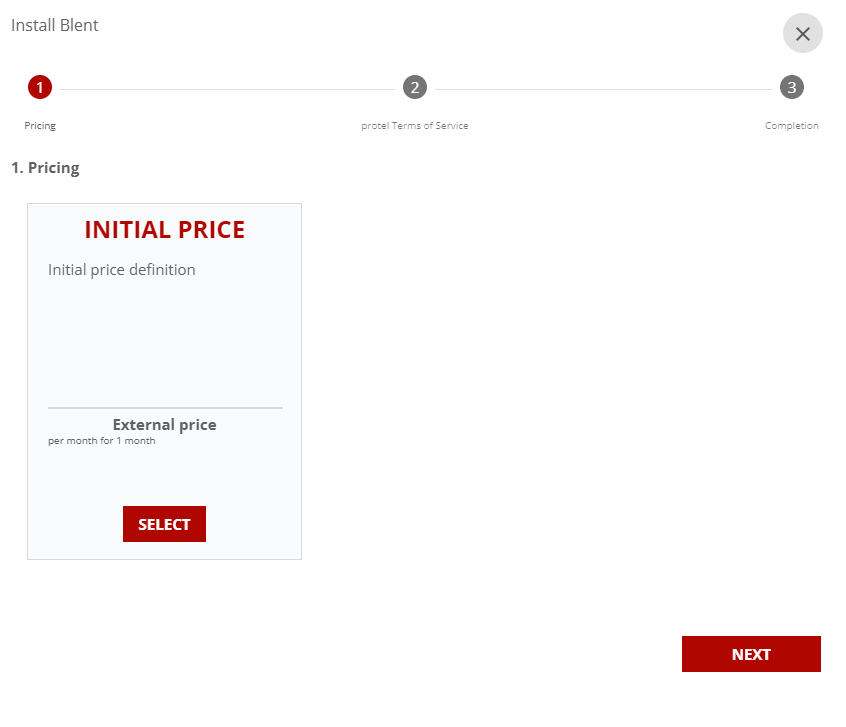 Install Blent
1
2
3
Pricing
protel Terms of Service
Completion
1. Pricing
INITIAL PRICE
Initial price definition
External price
per month for 1 month
SELECT
NEXT